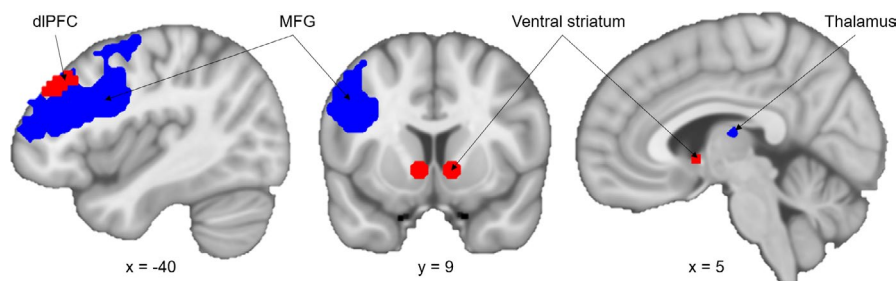 dlPFC
MFG
Ventral striatum
Thalamus
x = -40
y = 9
x = 5